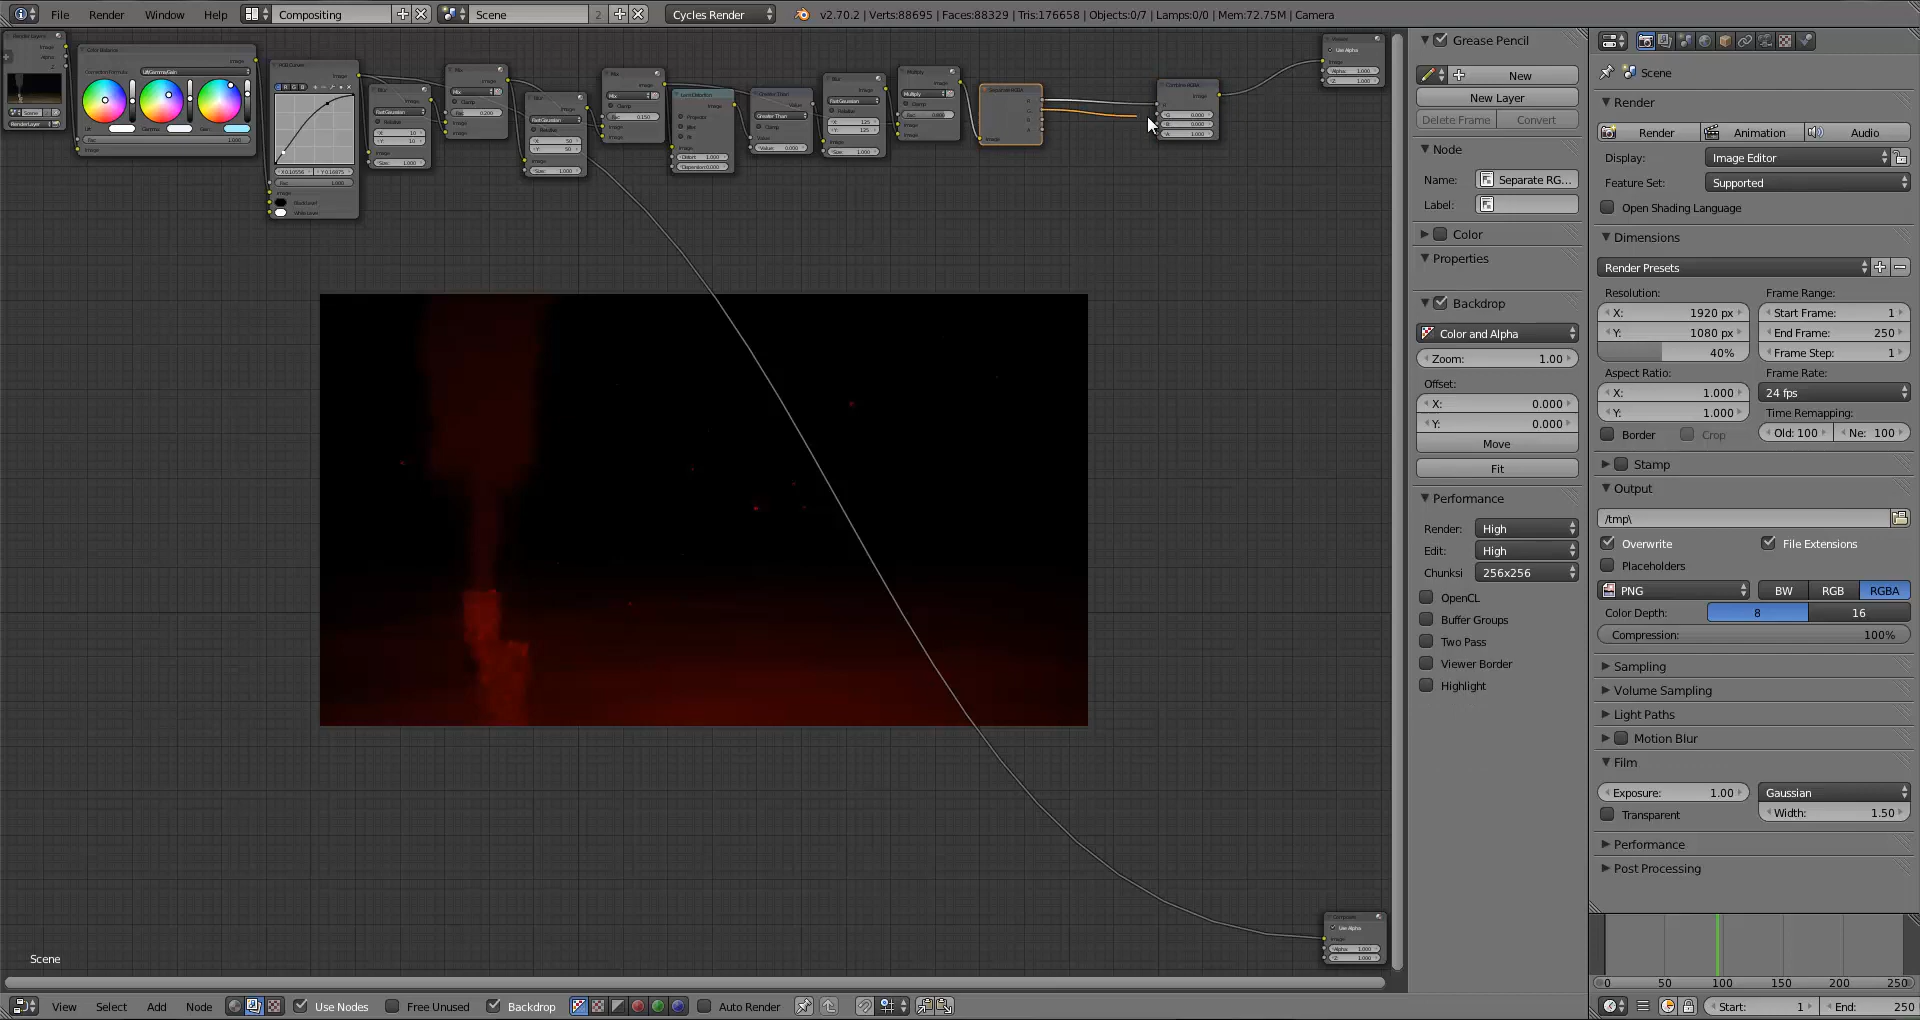 File Render Window Help Compositing Scene 2 Cycles Render v2.70.2 | Verts:88695 | Faces:88329 | Tris:176658 | Objects:0/7 | Lamps:0/0 | Mem:72.75M | Camera
Grease Pencil
New
New Layer
Delete Frame Convert
Node
Name: Separate RG...
Label:
Color
Properties
Backdrop
Color and Alpha
Zoom: 1.00
Offset:
X: 0.000
Y: 0.000
Move
Fit
Performance
Render: High
Edit: High
Chunksi 256x256
OpenCL
Buffer Groups
Two Pass
Viewer Border
Highlight
Scene
Render
Render Animation Audio
Display: Image Editor
Feature Set: Supported
Open Shading Language
Dimensions
Render Presets
Resolution: Frame Range:
X: 1920 px Start Frame: 1
Y: 1080 px End Frame: 250
40% Frame Step: 1
Aspect Ratio: Frame Rate:
X: 1.000 24 fps
Y: 1.000 Time Remapping:
Border Crop Old: 100 Ne: 100
Stamp
Output
/tmp\
Overwrite File Extensions
Placeholders
PNG BW RGB RGBA
Color Depth: 8 16
Compression: 100%
Sampling
Volume Sampling
Light Paths
Motion Blur
Film
Exposure: 1.00 Gaussian
Transparent Width: 1.50
Performance
Post Processing
Scene
0 50 100 150 200 250
View Select Add Node Use Nodes Free Unused Backdrop Auto Render
Start: 1 End: 250